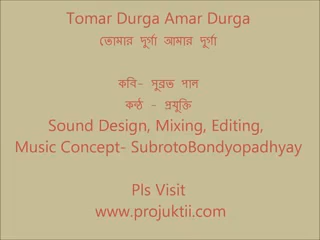 Tomar Durga Amar Durga
তোমার দুর্গা আমার দুর্গা
কবি- সুব্রত পাল
কন্ঠ - প্রযুক্তি
Sound Design, Mixing, Editing,
Music Concept- SubrotoBondyopadhyay
Pls Visit
www.projuktii.com